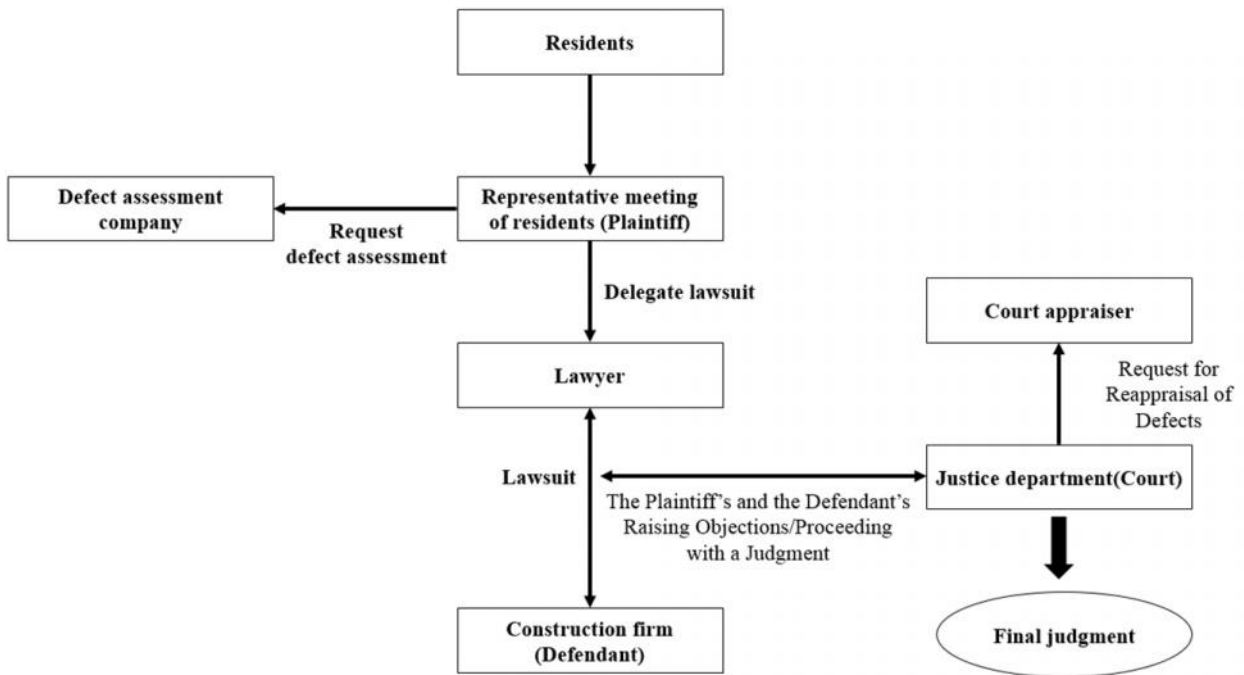 Residents
Defect assessment
company
Representative meeting
of residents (Plaintiff)
Request
defect assessment
Delegate lawsuit
Court appraiser
Lawyer
Request for
Reappraisal of
Defects
Lawsuit
Justice department(Court)
The Plaintiff's and the Defendant's
Raising Objections/Proceeding
with a Judgment
Construction firm
(Defendant)
Final judgment